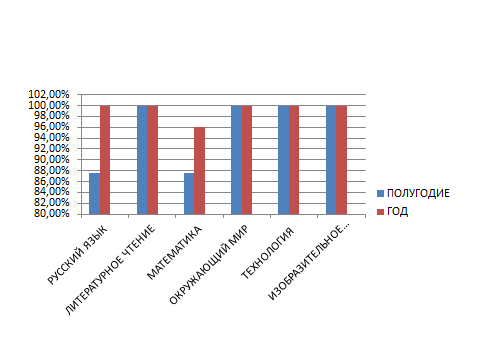 102,00%
100,00%
98,00%
96,00%
94,00%
92,00%
90,00%
88,00%
86,00%
84,00%
82,00%
80,00%
РУССКИЙ ЯЗЫК
ЛИТЕРАТУРНОЕ ЧТЕНИЕ
МАТЕМАТИКА
ОКРУЖАЮЩИЙ МИР
ТЕХНОЛОГИЯ
ИЗОБРАЗИТЕЛЬНОЕ...
ПОЛУГОДИЕ
ГОД